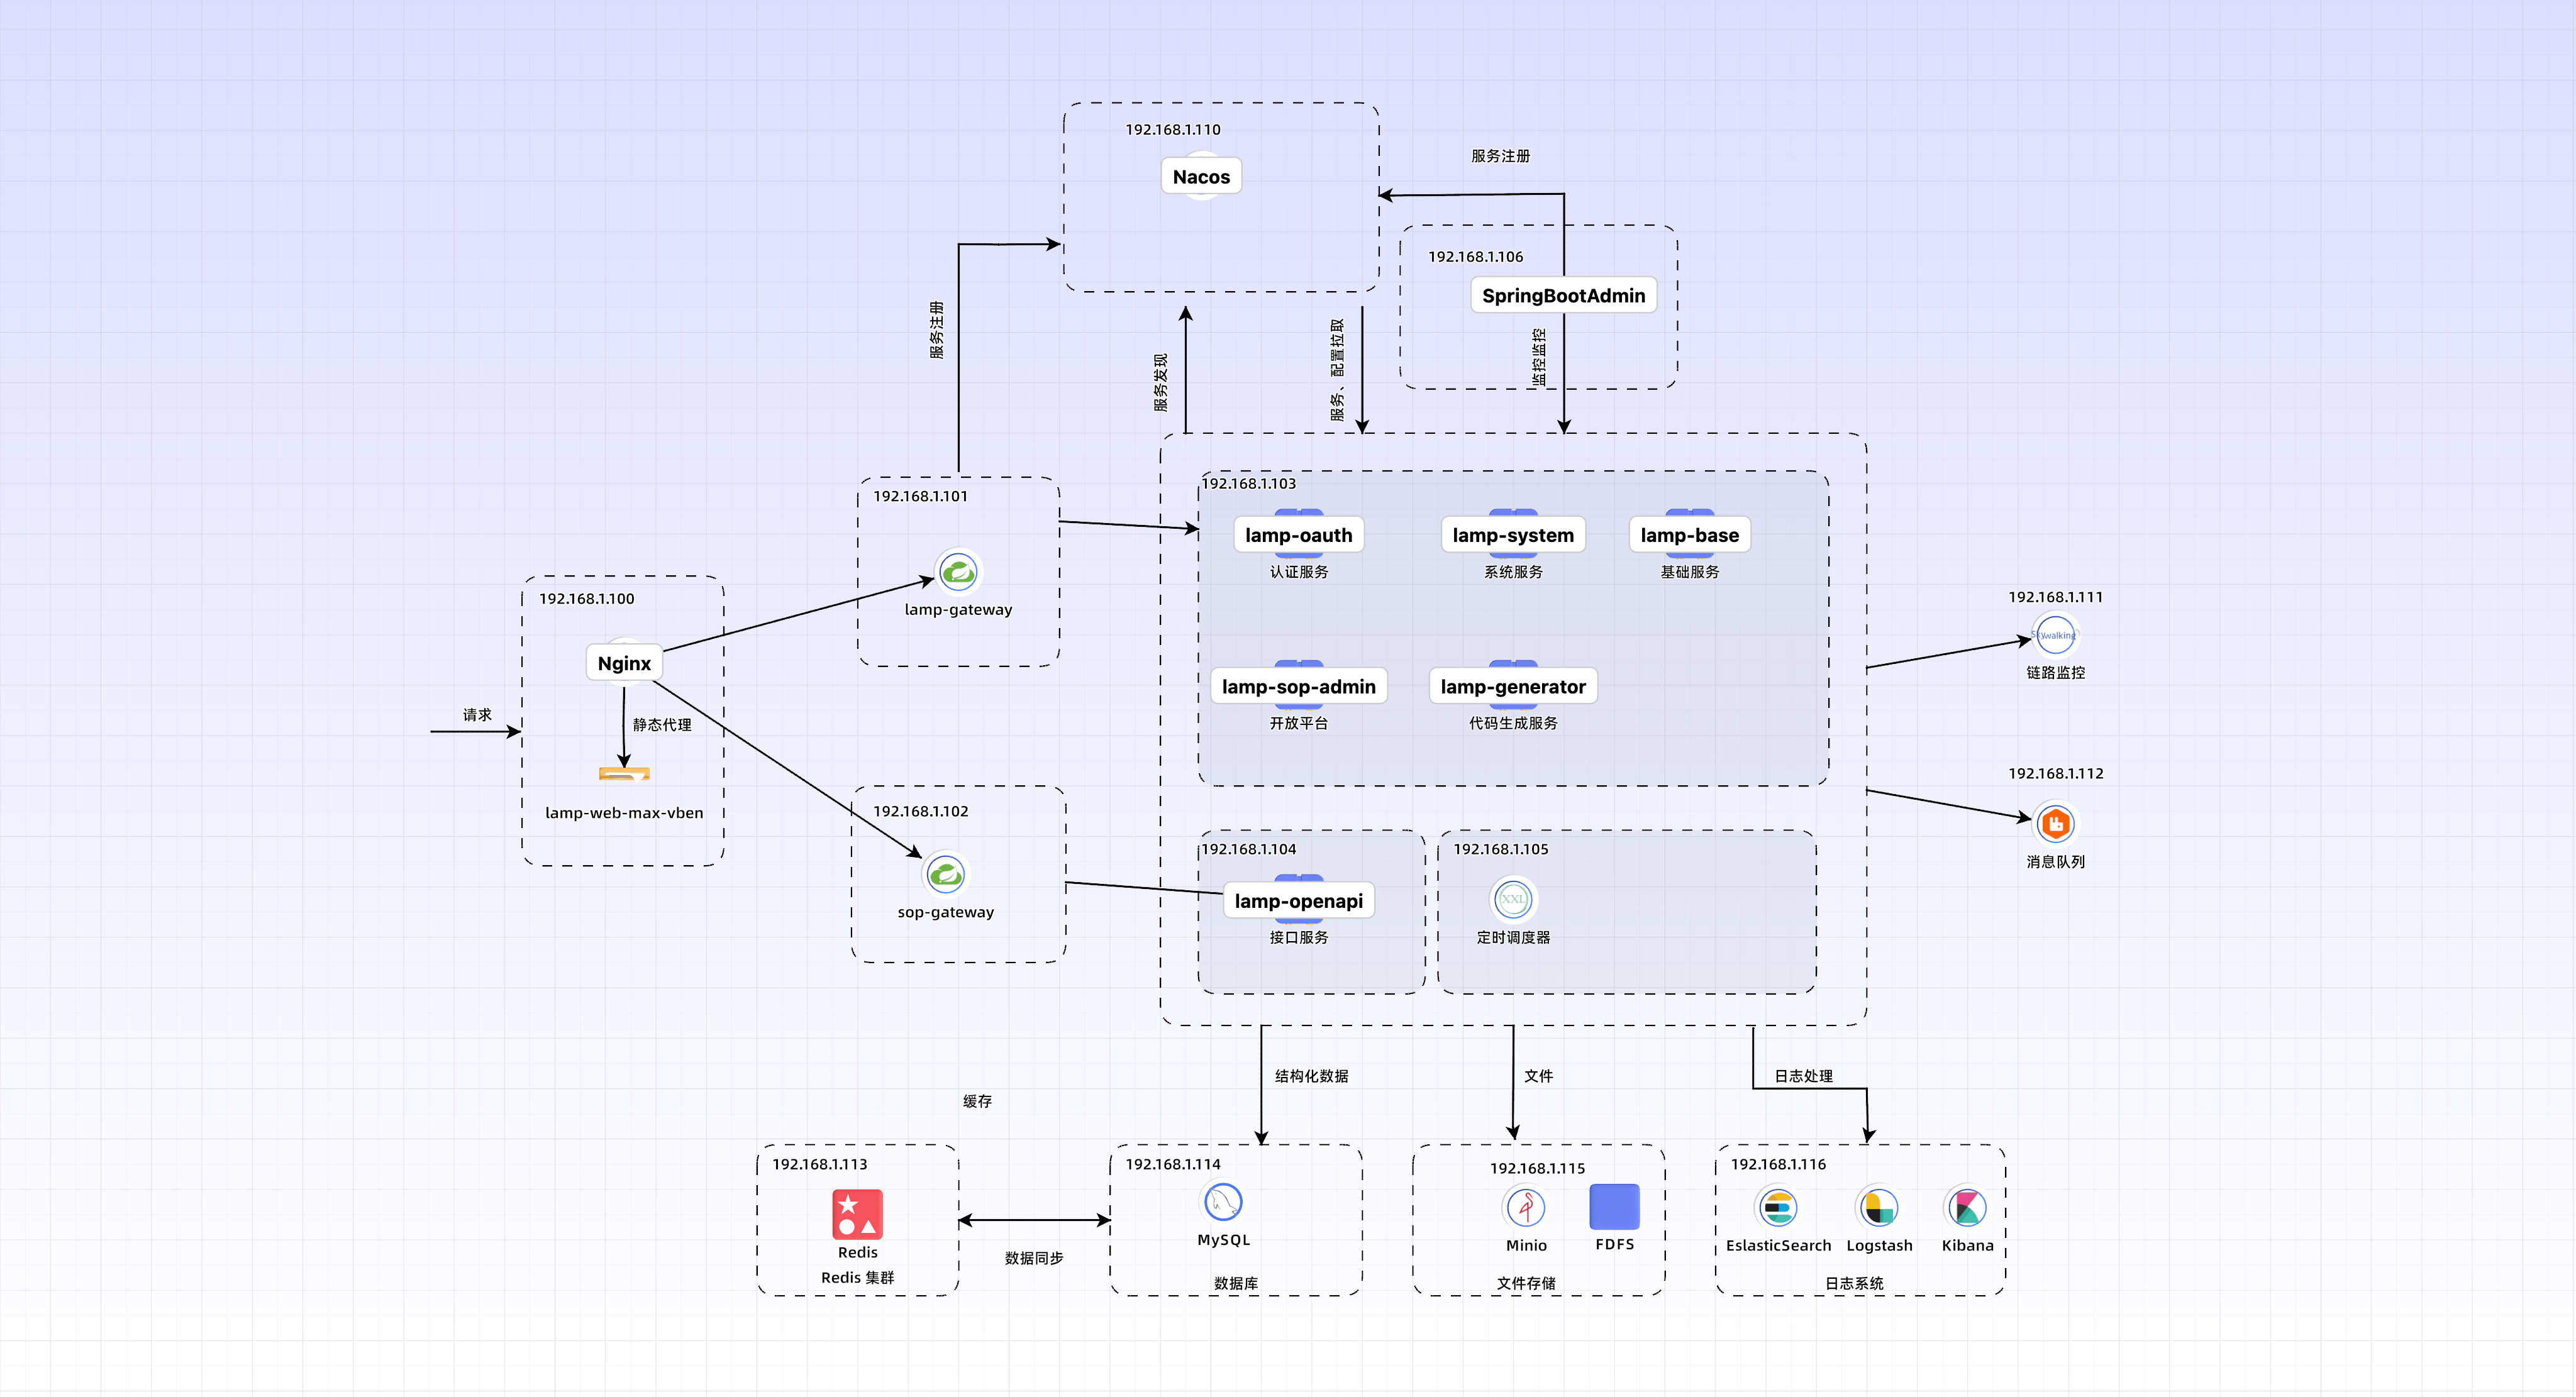 192.168.1.110
Nacos
服务注册
192.168.1.106
SpringBootAdmin
服务注册
服务发现
服务、配置拉取
监控监控
192.168.1.101
lamp-gateway
192.168.1.103
lamp-oauth
认证服务
lamp-system
系统服务
lamp-base
基础服务
lamp-sop-admin
开放平台
lamp-generator
代码生成服务
192.168.1.100
Nginx
请求
静态代理
lamp-web-max-vben
192.168.1.102
sop-gateway
192.168.1.104
lamp-openapi
接口服务
192.168.1.105
XXL
定时调度器
192.168.1.111
Skywalking
链路监控
192.168.1.112
消息队列
结构化数据
文件
日志处理
缓存
192.168.1.113
Redis
Redis 集群
数据同步
192.168.1.114
MySQL
数据库
192.168.1.115
Minio
FDFS
文件存储
192.168.1.116
EslasticSearch
Logstash
Kibana
日志系统